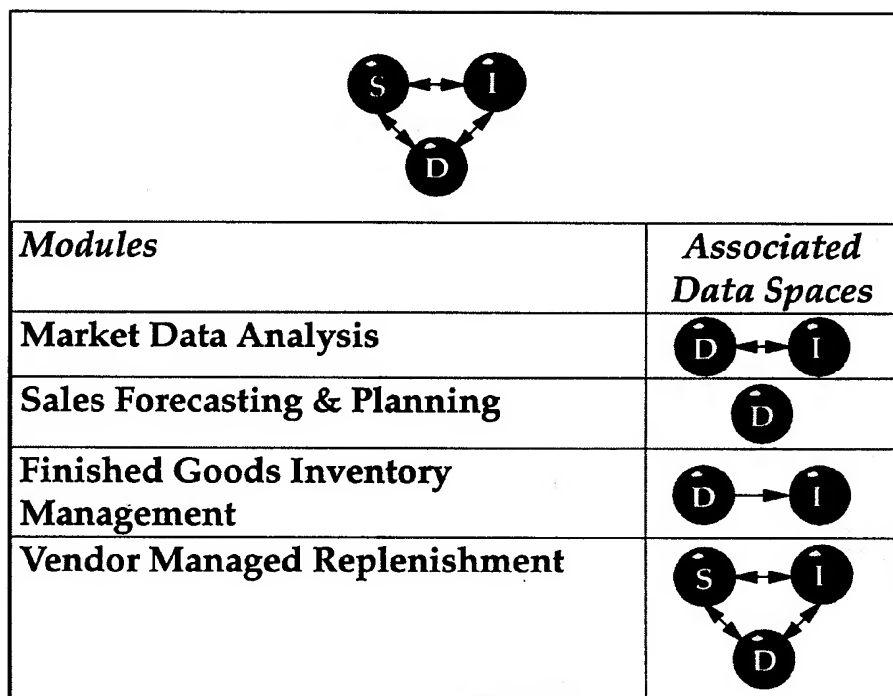 S I
D
Modules
Associated
Data Spaces
Market Data Analysis
D I
Sales Forecasting & Planning
D
Finished Goods Inventory
Management
D I
Vendor Managed Replenishment
S I
D